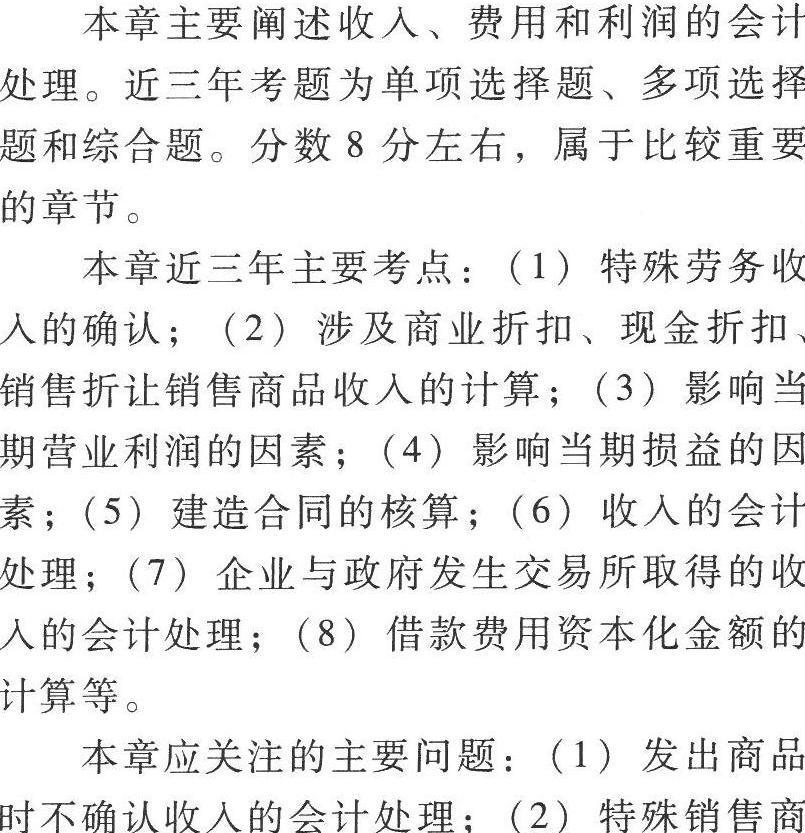 本章主要阐述收入、费用和利润的会计
处理。近三年考题为单项选择题、多项选择
题和综合题。分数 8 分左右，属于比较重要
的章节。
本章近三年主要考点：（1）特殊劳务收
入的确认；（2）涉及商业折扣、现金折扣、
销售折让销售商品收入的计算；（3）影响当
期营业利润的因素；（4）影响当期损益的因
素；（5）建造合同的核算；（6）收入的会计
处理；（7）企业与政府发生交易所取得的收
入的会计处理；（8）借款费用资本化金额的
计算等。
本章应关注的主要问题：（1）发出商品
时不确认收入的会计处理；（2）特殊销售商